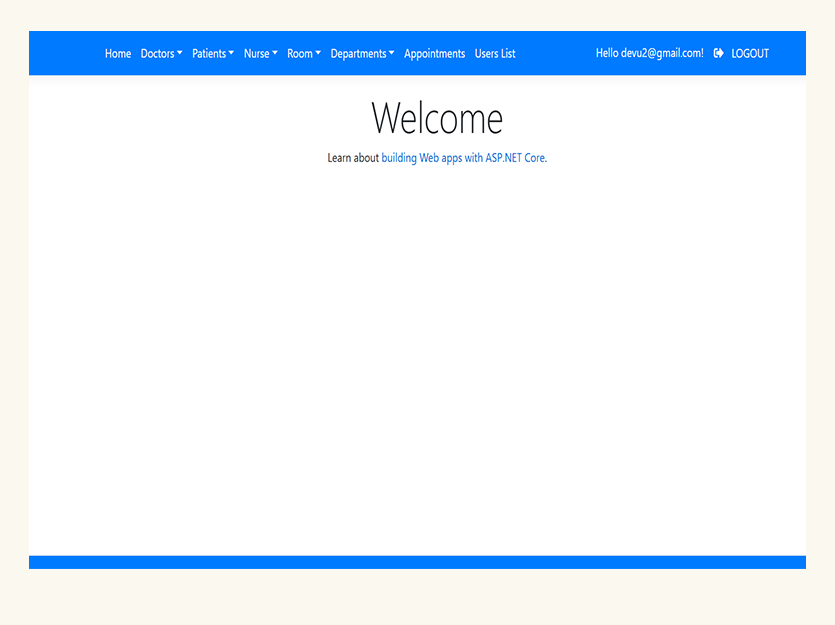 Home Doctors Patients Nurse Room Departments Appointments Users List Hello devu2@gmail.com! LOGOUT
Welcome
Learn about building Web apps with ASP.NET Core.